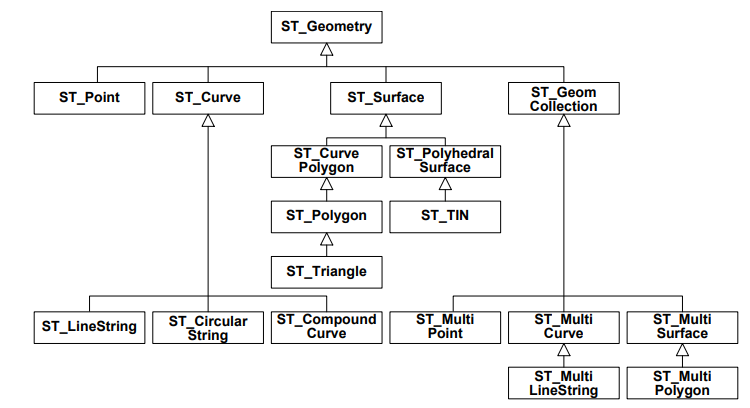 ST_Geometry
ST_Point
ST_Curve
ST_Surface
ST_Geom
Collection
ST_Curve
Polygon
ST_Polyhedral
Surface
ST_Polygon
ST_TIN
ST_Triangle
ST_LineString
ST_Circular
String
ST_Compound
Curve
ST_Multi
Point
ST_Multi
Curve
ST_Multi
Surface
ST_Multi
LineString
ST_Multi
Polygon